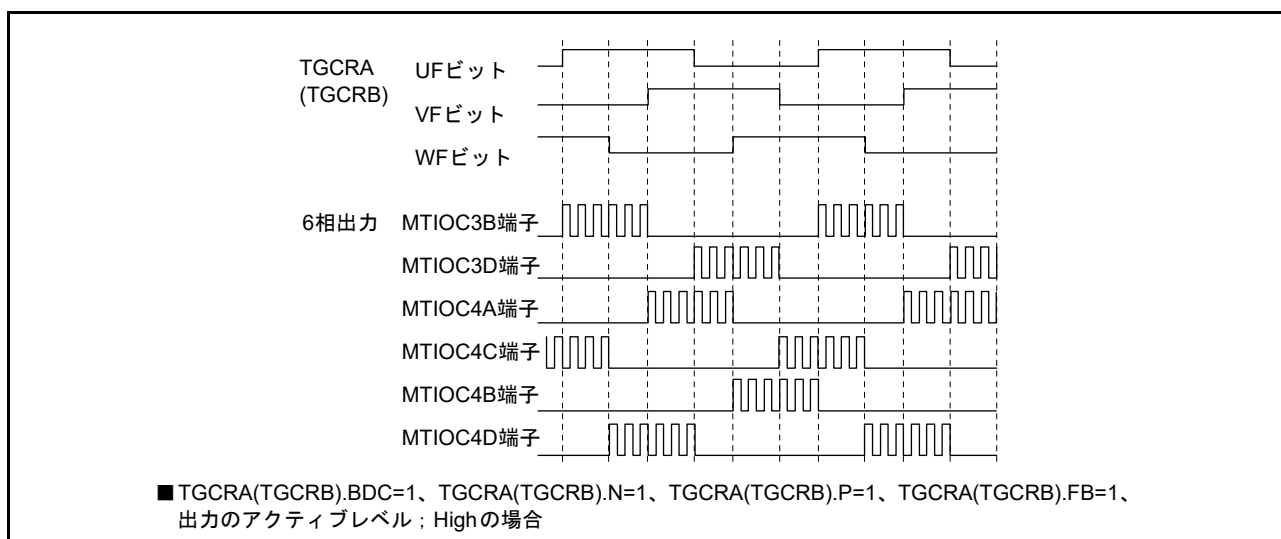 TGCRA
(TGCRB)
UFビット
VFビット
WFビット
6相出力
MTIOC3B端子
MTIOC3D端子
MTIOC4A端子
MTIOC4C端子
MTIOC4B端子
MTIOC4D端子
■ TGCRA(TGCRB).BDC=1、TGCRA(TGCRB).N=1、TGCRA(TGCRB).P=1、TGCRA(TGCRB).FB=1、
出力のアクティブレベル ; Highの場合